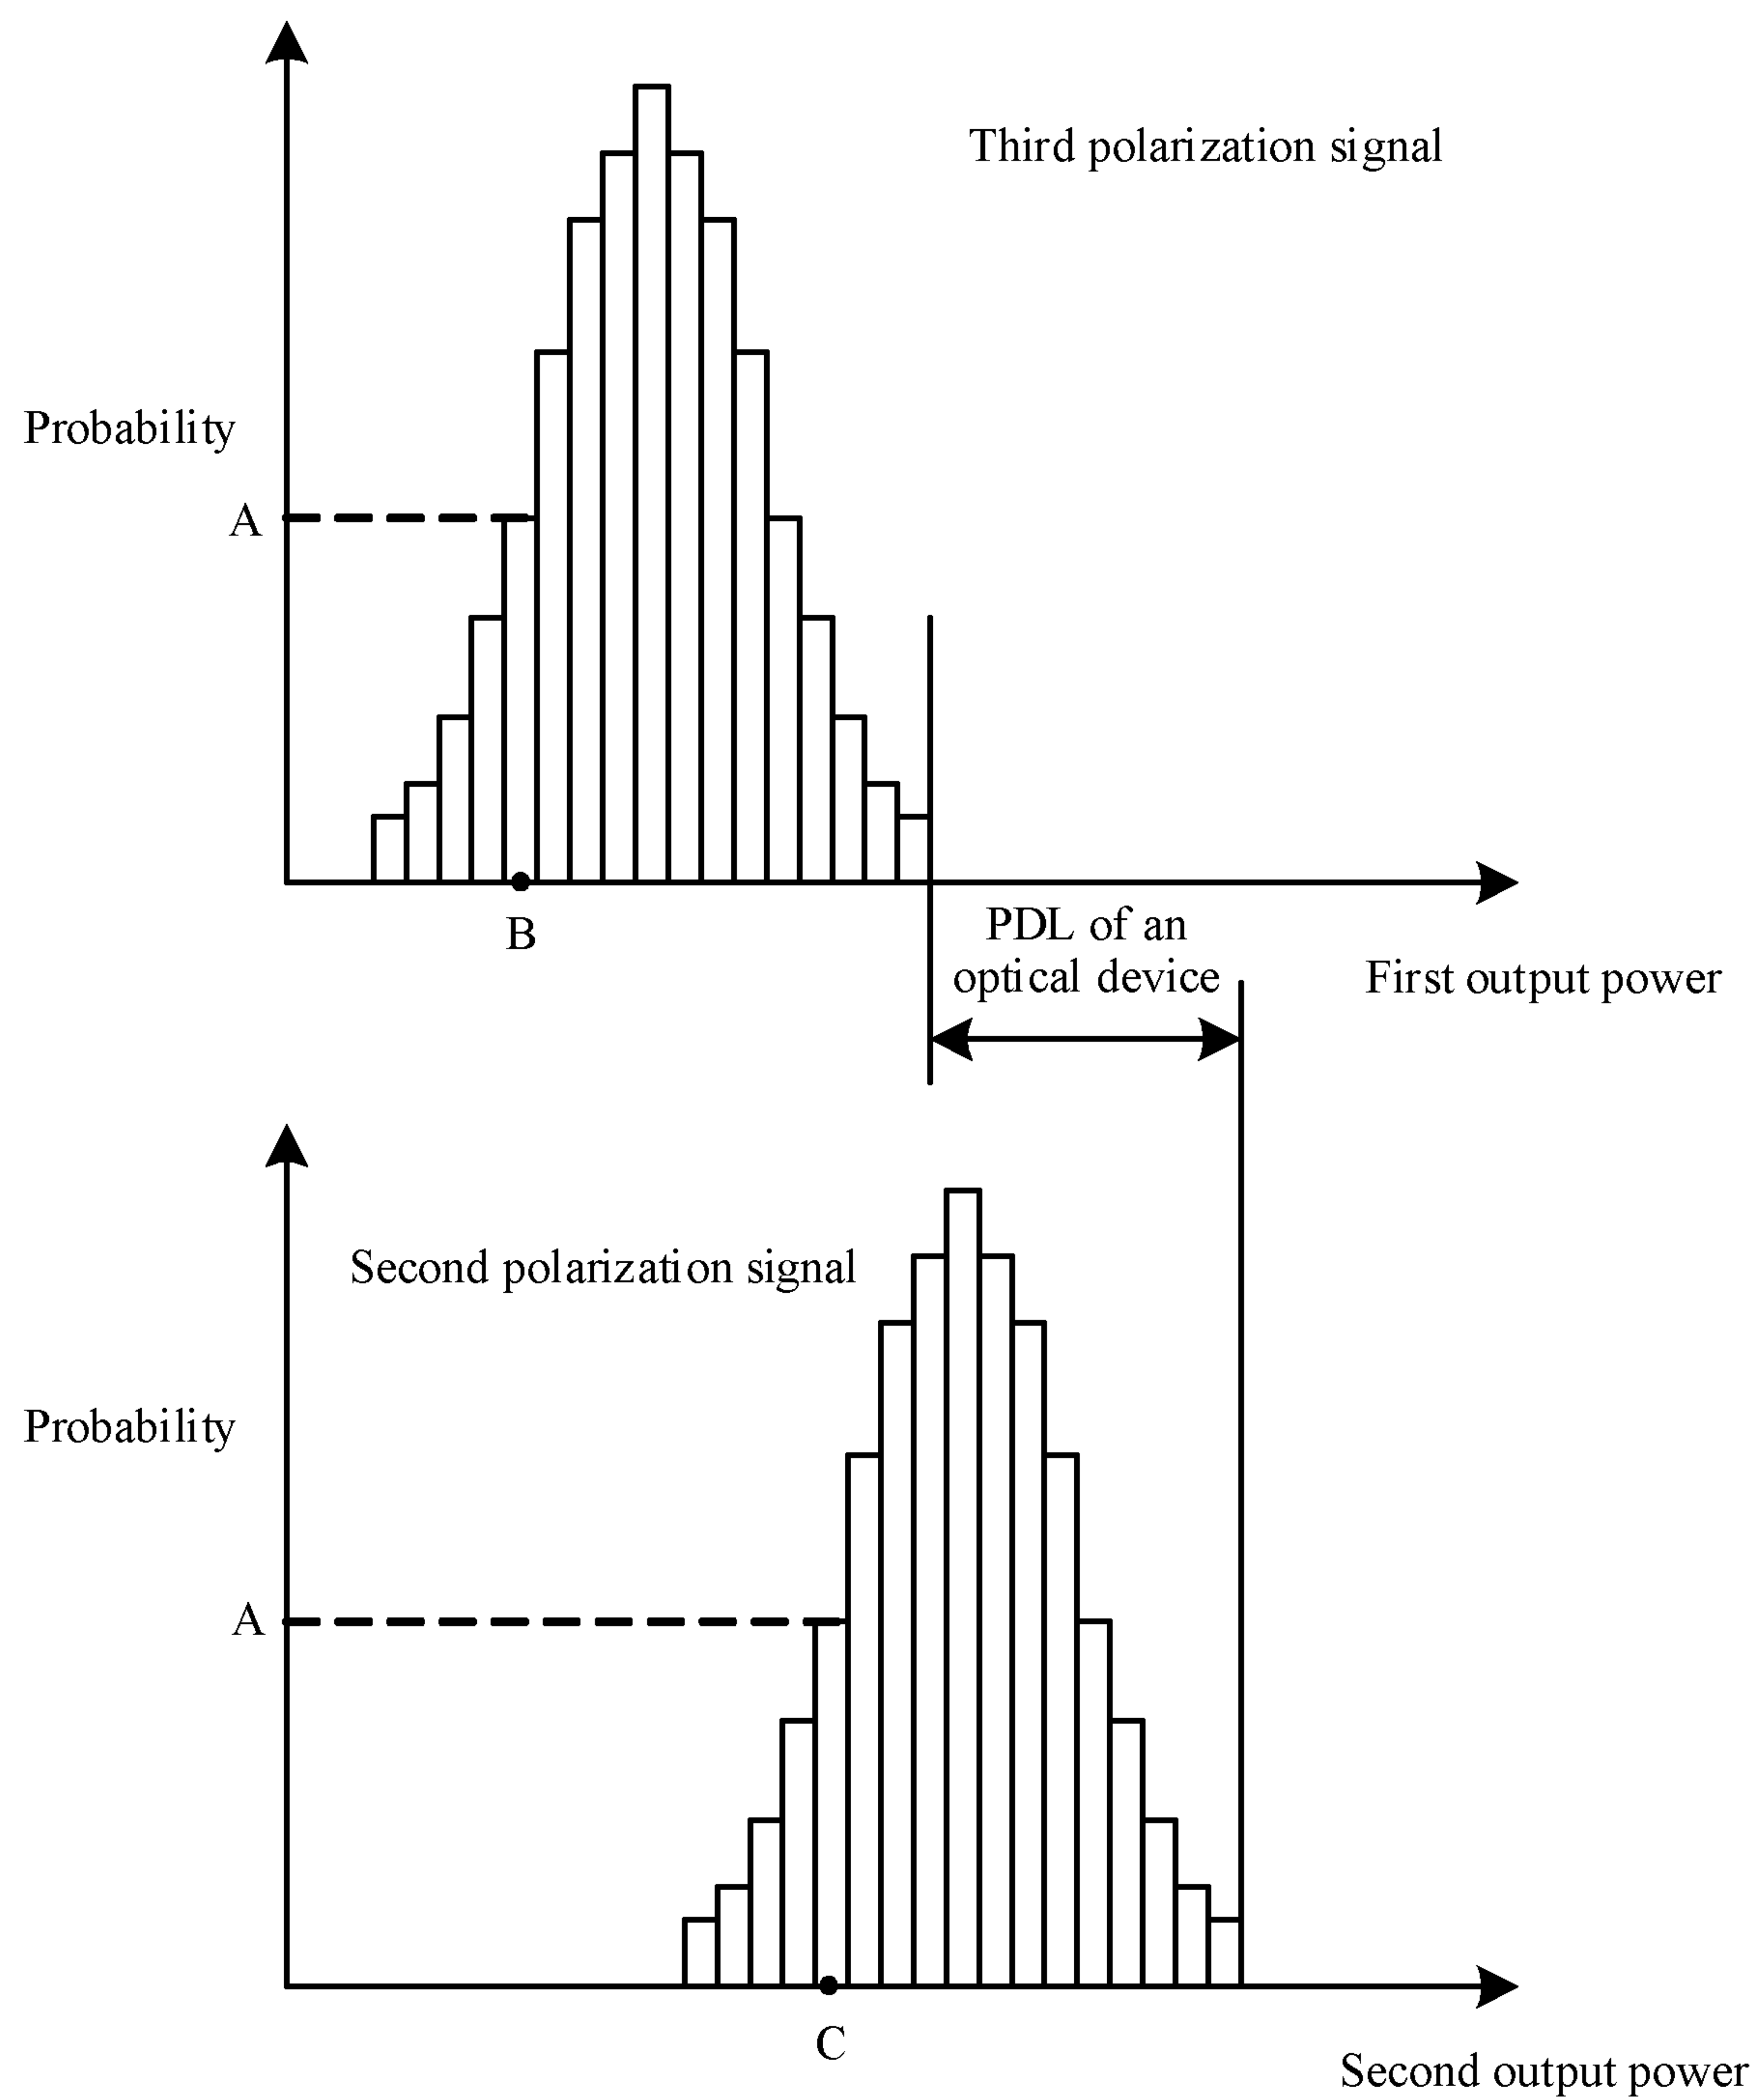 Third polarization signal
Probability
A
B
PDL of an
optical device
First output power
Second polarization signal
Probability
A
C
Second output power